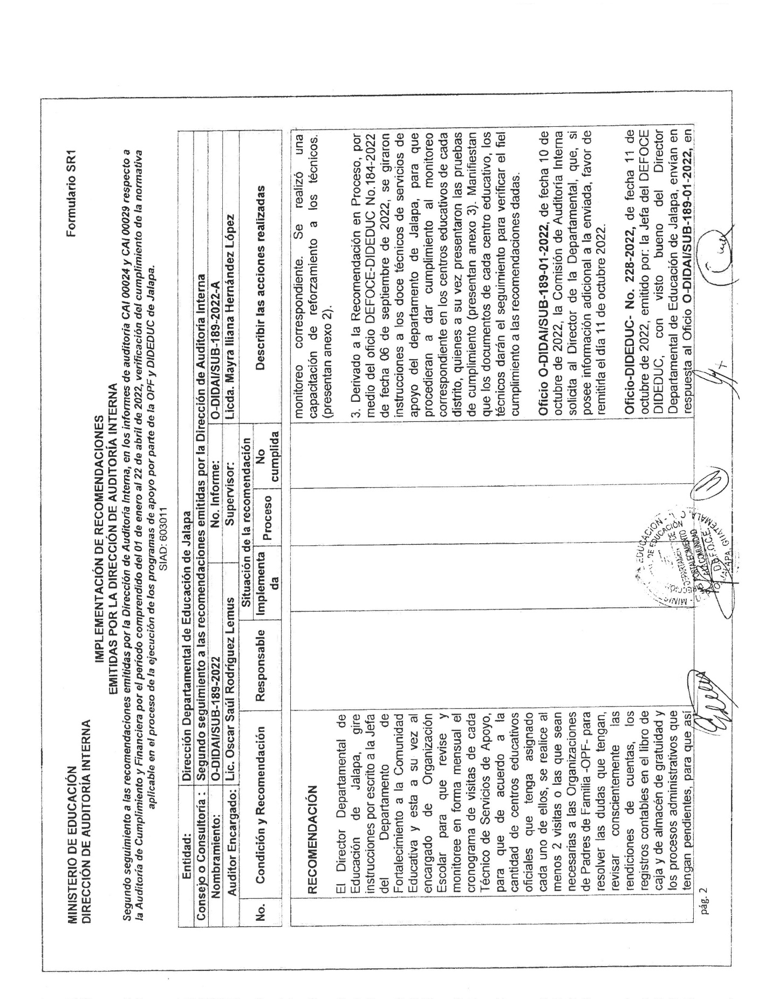 MINISTERIO DE EDUCACIÓN
DIRECCIÓN DE AUDITORÍA INTERNA
Formulario SR1
IMPLEMENTACIÓN DE RECOMENDACIONES
EMITIDAS POR LA DIRECCIÓN DE AUDITORÍA INTERNA
Segundo seguimiento a las recomendaciones emitidas por la Dirección de Auditoría Interna, en los informes de auditoría CAI 00024 y CAI 00029 respecto a
la Auditoría de Cumplimiento y Financiera por el período comprendido del 01 de enero al 22 de abril de 2022, verificación del cumplimiento de la normativa
aplicable en el proceso de la ejecución de los programas de apoyo por parte de la OPF y DIDEDUC de Jalapa.
SIAD: 603011
Entidad: Dirección Departamental de Educación de Jalapa
Consejo o Consultoría : Segundo seguimiento a las recomendaciones emitidas por la Dirección de Auditoría Interna
Nombramiento: O-DIDAI/SUB-189-2022 No. Informe: O-DIDAI/SUB-189-2022-A
Auditor Encargado: Lic. Oscar Saúl Rodríguez Lemus Supervisor: Licda. Mayra Iliana Hernández López
No. Condición y Recomendación Responsable Situación de la recomendación Describir las acciones realizadas
Implementa
da
Proceso
No
cumplida
RECOMENDACIÓN
El Director Departamental de
Educación de Jalapa, gire
instrucciones por escrito a la Jefa
del Departamento de
Fortalecimiento a la Comunidad
Educativa y esta a su vez al
encargado de Organización
Escolar para que revise y
monitoree en forma mensual el
cronograma de visitas de cada
Técnico de Servicios de Apoyo,
para que de acuerdo a la
cantidad de centros educativos
oficiales que tenga asignado
cada uno de ellos, se realice al
menos 2 visitas o las que sean
necesarias a las Organizaciones
de Padres de Familia -OPF- para
resolver las dudas que tengan,
revisar conscientemente las
rendiciones de cuentas, los
registros contables en el libro de
caja y de almacén de gratuidad y
los procesos administrativos que
tengan pendientes, para que así
monitoreo correspondiente. Se realizó una
capacitación de reforzamiento a los técnicos.
(presentan anexo 2).
3. Derivado a la Recomendación en Proceso, por
medio del oficio DEFOCE-DIDEDUC No.184-2022
de fecha 06 de septiembre de 2022, se giraron
instrucciones a los doce técnicos de servicios de
apoyo del departamento de Jalapa, para que
procedieran a dar cumplimiento al monitoreo
correspondiente en los centros educativos de cada
distrito, quienes a su vez presentaron las pruebas
de cumplimiento (presentan anexo 3). Manifiestan
que los documentos de cada centro educativo, los
técnicos darán el seguimiento para verificar el fiel
cumplimiento a las recomendaciones dadas.
Oficio O-DIDAI/SUB-189-01-2022, de fecha 10 de
octubre de 2022, la Comisión de Auditoría Interna
solicita al Director de la Departamental, que, si
posee información adicional a la enviada, favor de
remitirla el día 11 de octubre 2022.
Oficio-DIDEDUC- No. 228-2022, de fecha 11 de
octubre de 2022, emitido por: la Jefa del DEFOCE
DIDEDUC, con visto bueno del Director
Departamental de Educación de Jalapa, envían en
respuesta al Oficio O-DIDAI/SUB-189-01-2022, en
EDUCACION
DE EDUCACIÓN
FORTALECIMIENTO
A LA COMUNIDAD
D.E.F.O.C.E.
JALAPA, GUATEMALA
pág. 2